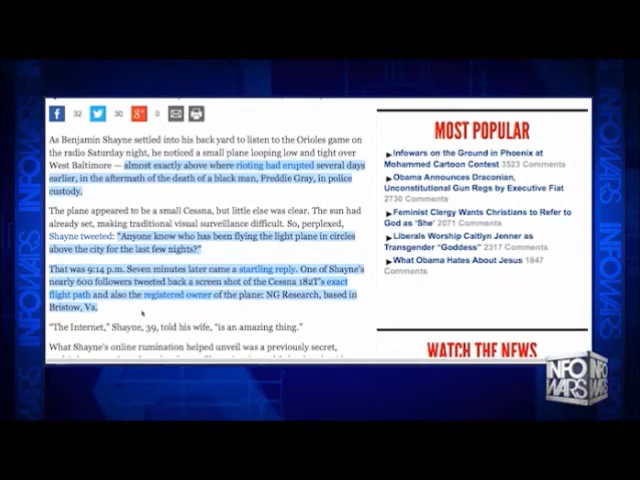 32 30 0
As Benjamin Shayne settled into his back yard to listen to the Orioles game on
the radio Saturday night, he noticed a small plane looping low and tight over
West Baltimore — almost exactly above where rioting had erupted several days
earlier, in the aftermath of the death of a black man, Freddie Gray, in police
custody.
The plane appeared to be a small Cessna, but little else was clear. The sun had
already set, making traditional visual surveillance difficult. So, perplexed,
Shayne tweeted: “Anyone know who has been flying the light plane in circles
above the city for the last few nights?”
That was 9:14 p.m. Seven minutes later came a startling reply. One of Shayne’s
nearly 600 followers tweeted back a screen shot of the Cessna 182T’s exact
flight path and also the registered owner of the plane: NG Research, based in
Bristow, Va.
“The Internet,” Shayne, 39, told his wife, “is an amazing thing.”
What Shayne’s online rumination helped unveil was a previously secret,
MOST POPULAR
Infowars on the Ground in Phoenix at
Mohammed Cartoon Contest 3523 Comments
Obama Announces Draconian,
Unconstitutional Gun Regs by Executive Fiat
2730 Comments
Feminist Clergy Wants Christians to Refer to
God as ‘She’ 2071 Comments
Liberals Worship Caitlyn Jenner as
Transgender “Goddess” 2317 Comments
What Obama Hates About Jesus 1847
Comments
WATCH THE NEWS
INFOWARS
INFO
WARS